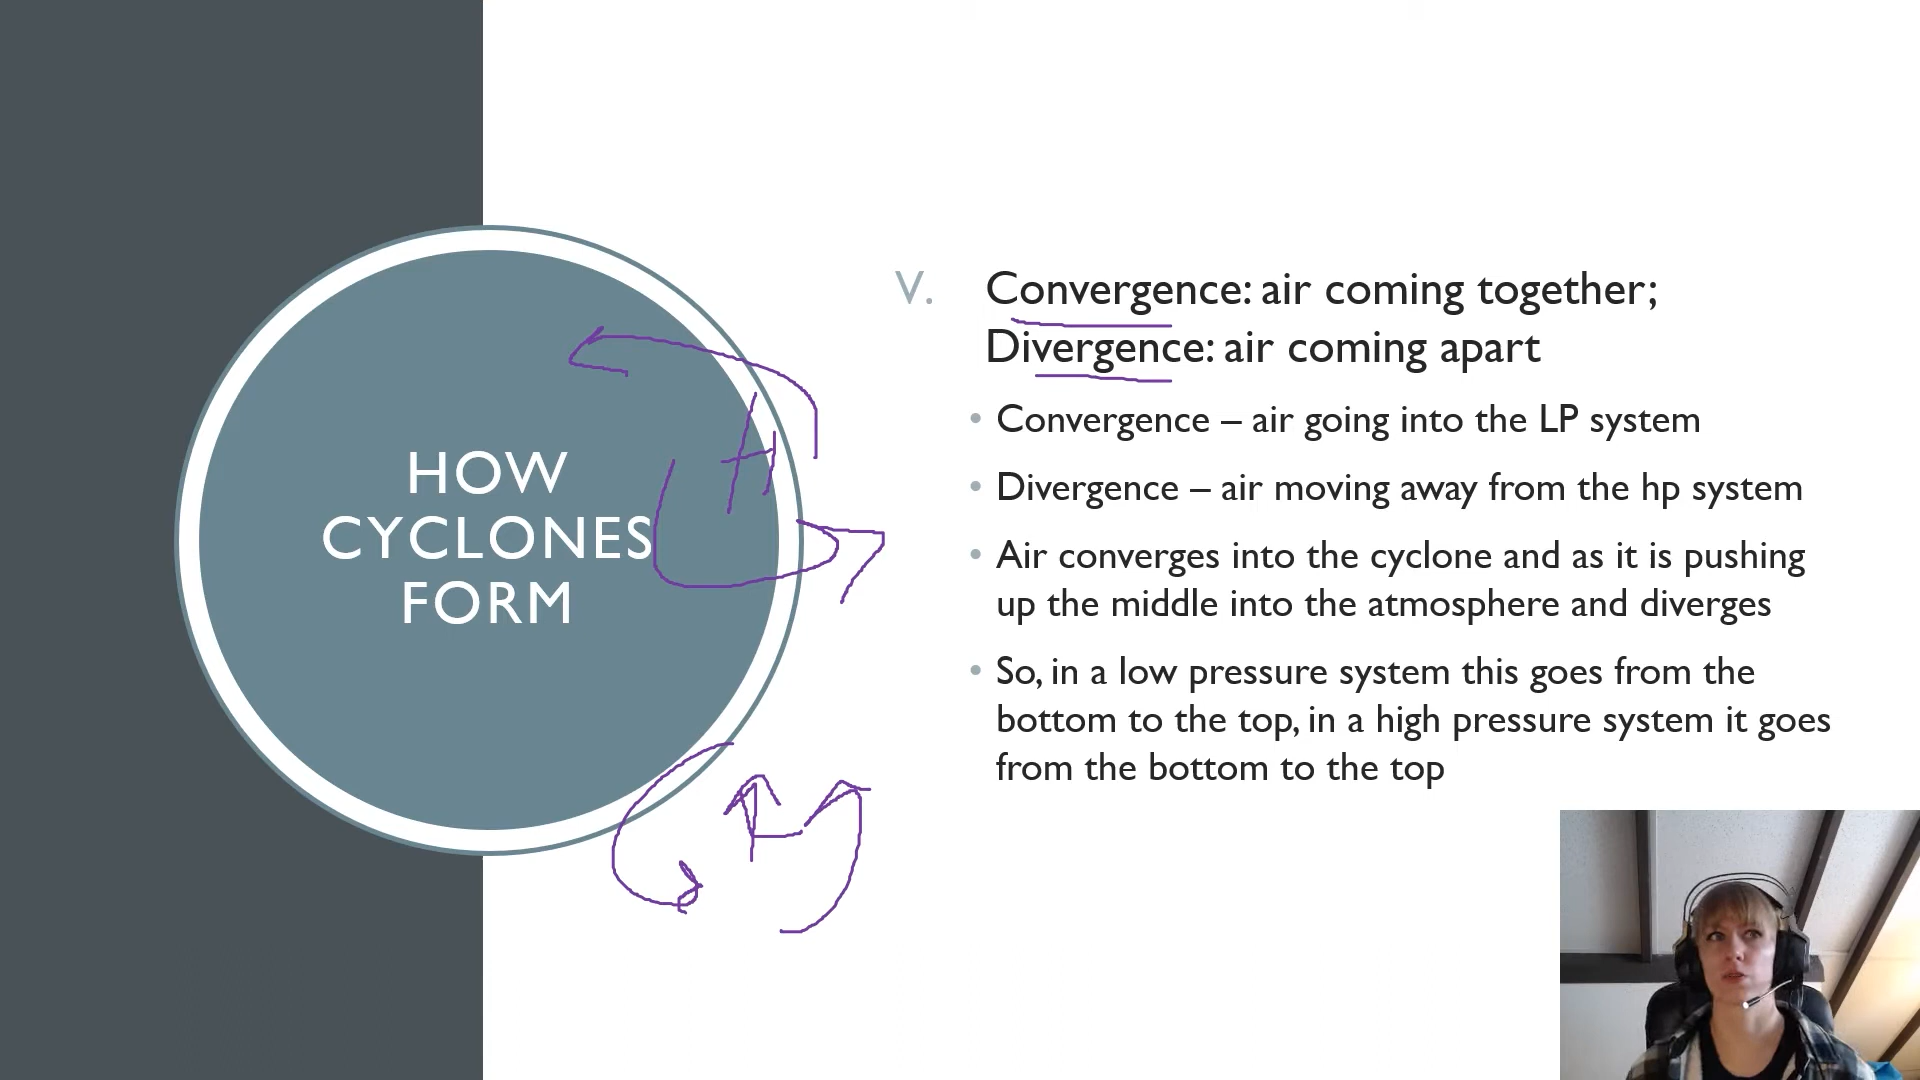 HOW
CYCLONES
FORM
V. Convergence: air coming together;
Divergence: air coming apart
• Convergence – air going into the LP system
• Divergence – air moving away from the hp system
• Air converges into the cyclone and as it is pushing
up the middle into the atmosphere and diverges
• So, in a low pressure system this goes from the
bottom to the top, in a high pressure system it goes
from the bottom to the top
H
L